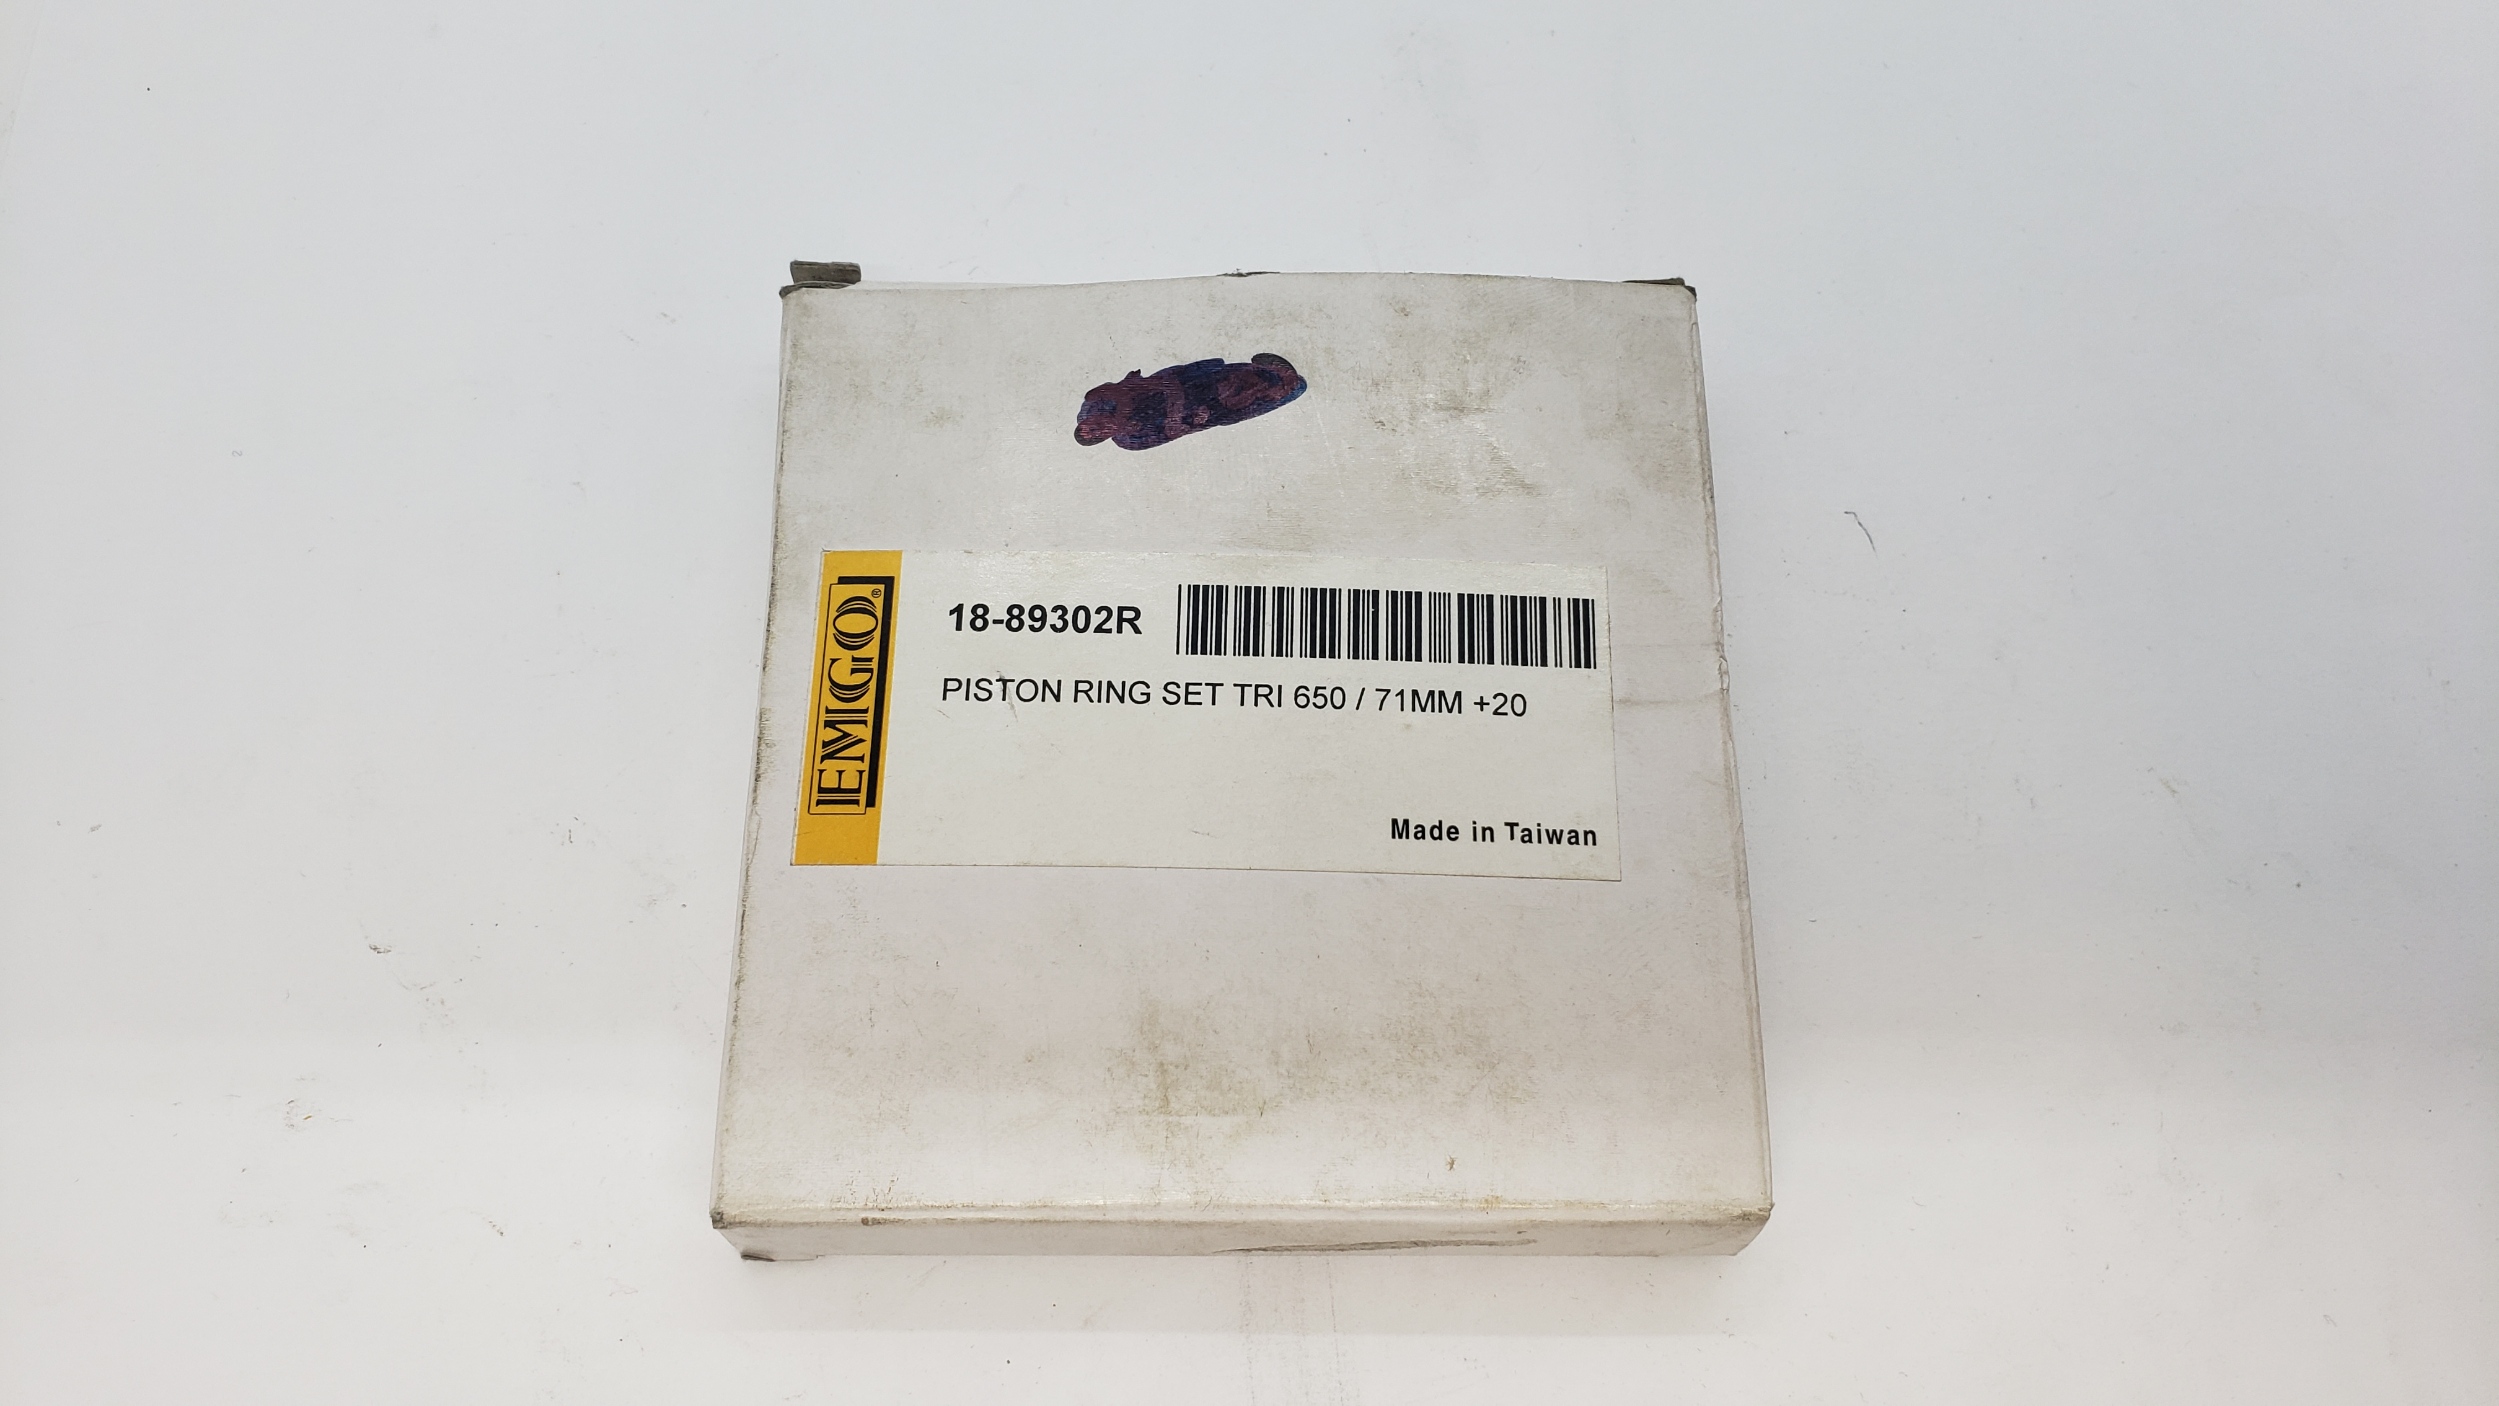 EMGO®
18-89302R
PISTON RING SET TRI 650 / 71MM +20
Made in Taiwan